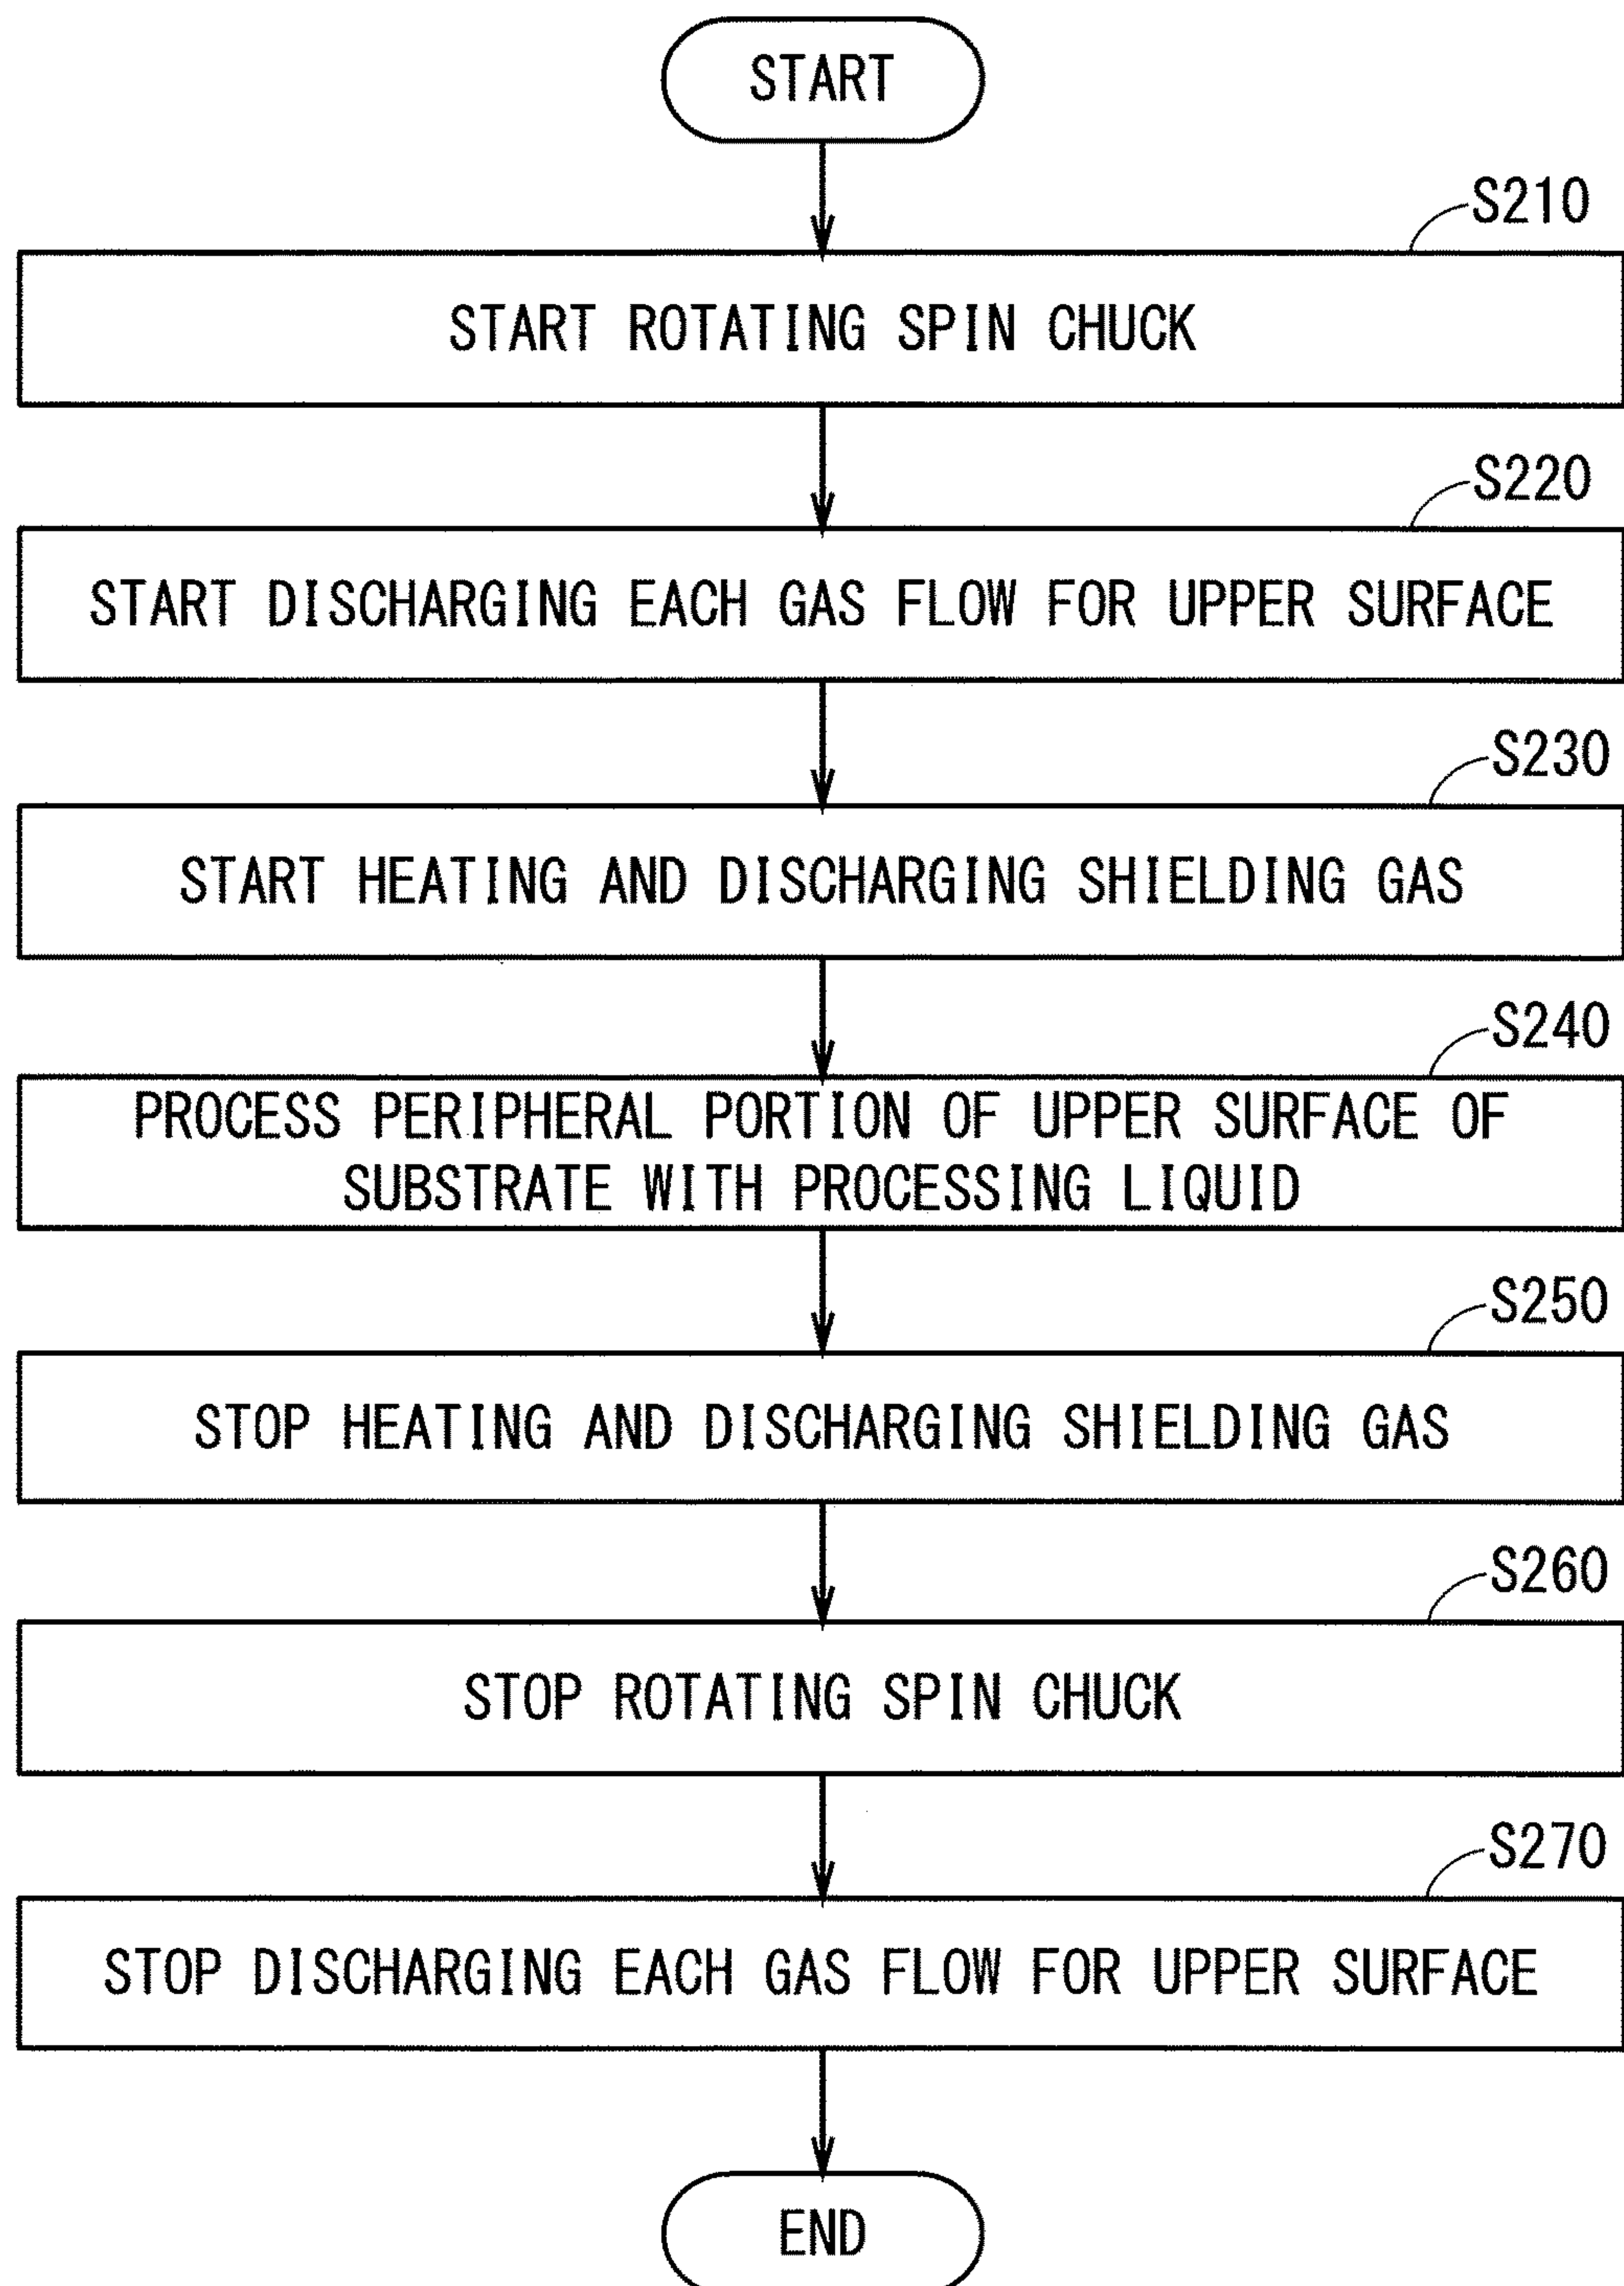 START
S210
START ROTATING SPIN CHUCK
S220
START DISCHARGING EACH GAS FLOW FOR UPPER SURFACE
S230
START HEATING AND DISCHARGING SHIELDING GAS
S240
PROCESS PERIPHERAL PORTION OF UPPER SURFACE OF
SUBSTRATE WITH PROCESSING LIQUID
S250
STOP HEATING AND DISCHARGING SHIELDING GAS
S260
STOP ROTATING SPIN CHUCK
S270
STOP DISCHARGING EACH GAS FLOW FOR UPPER SURFACE
END